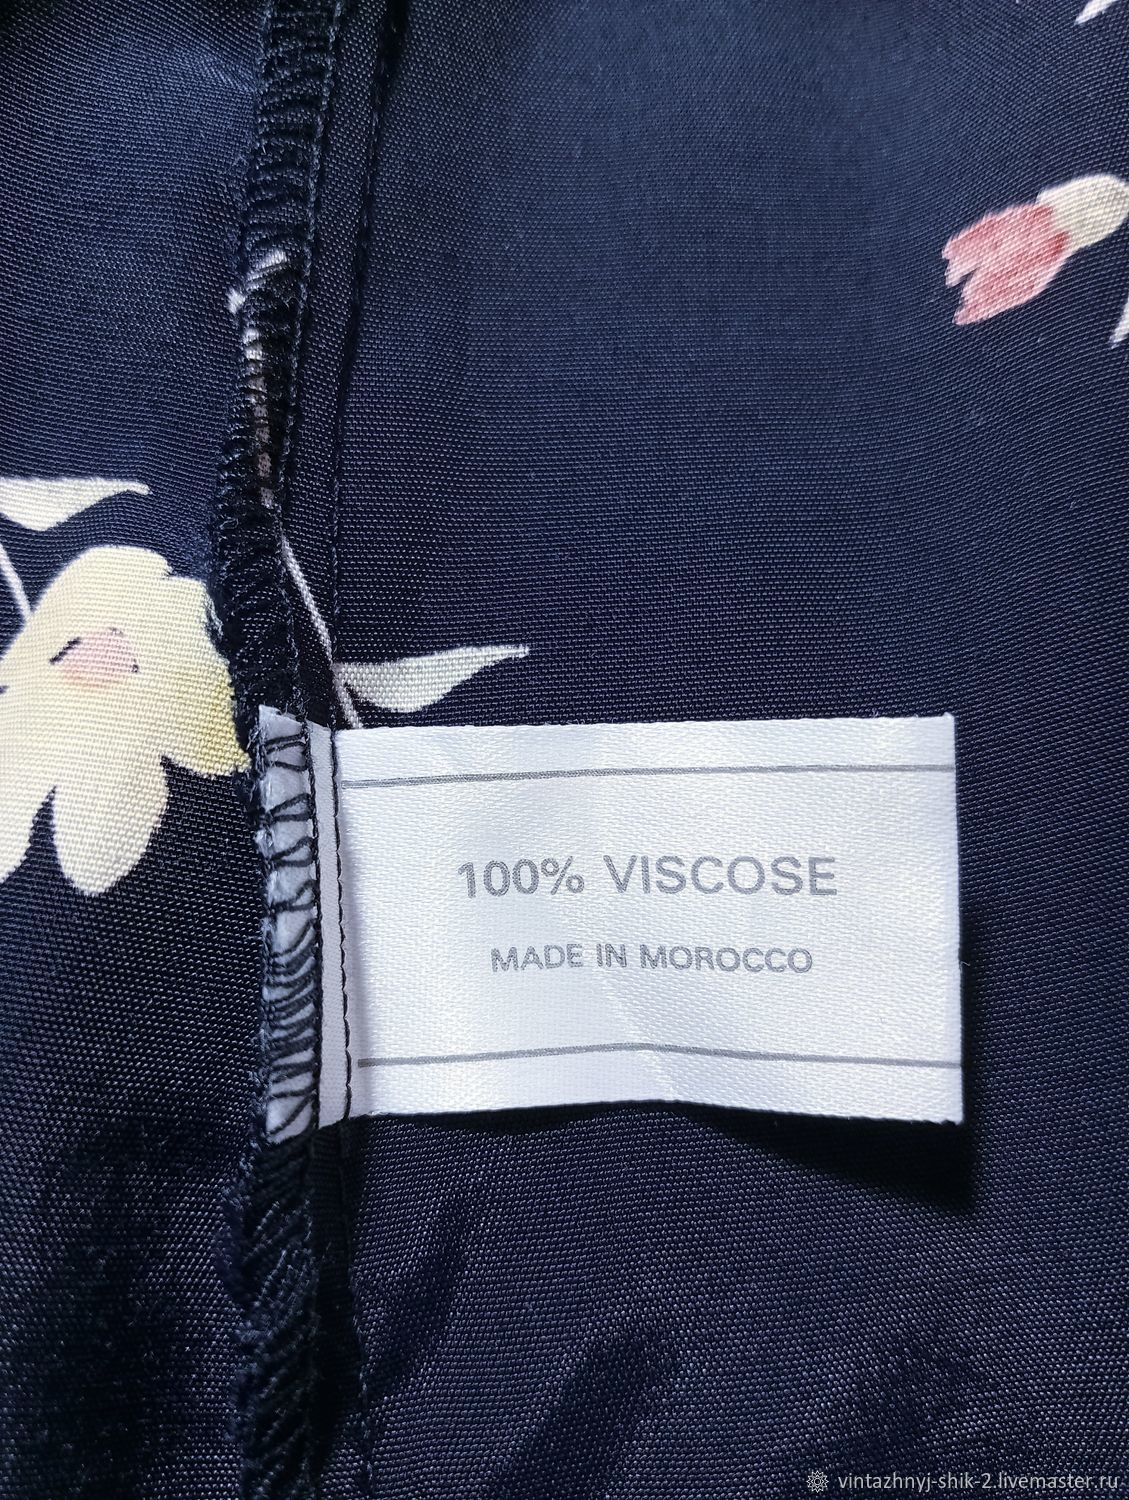 100% VISCOSE
MADE IN MOROCCO
vintazhnyj-shik-2.livemaster.ru